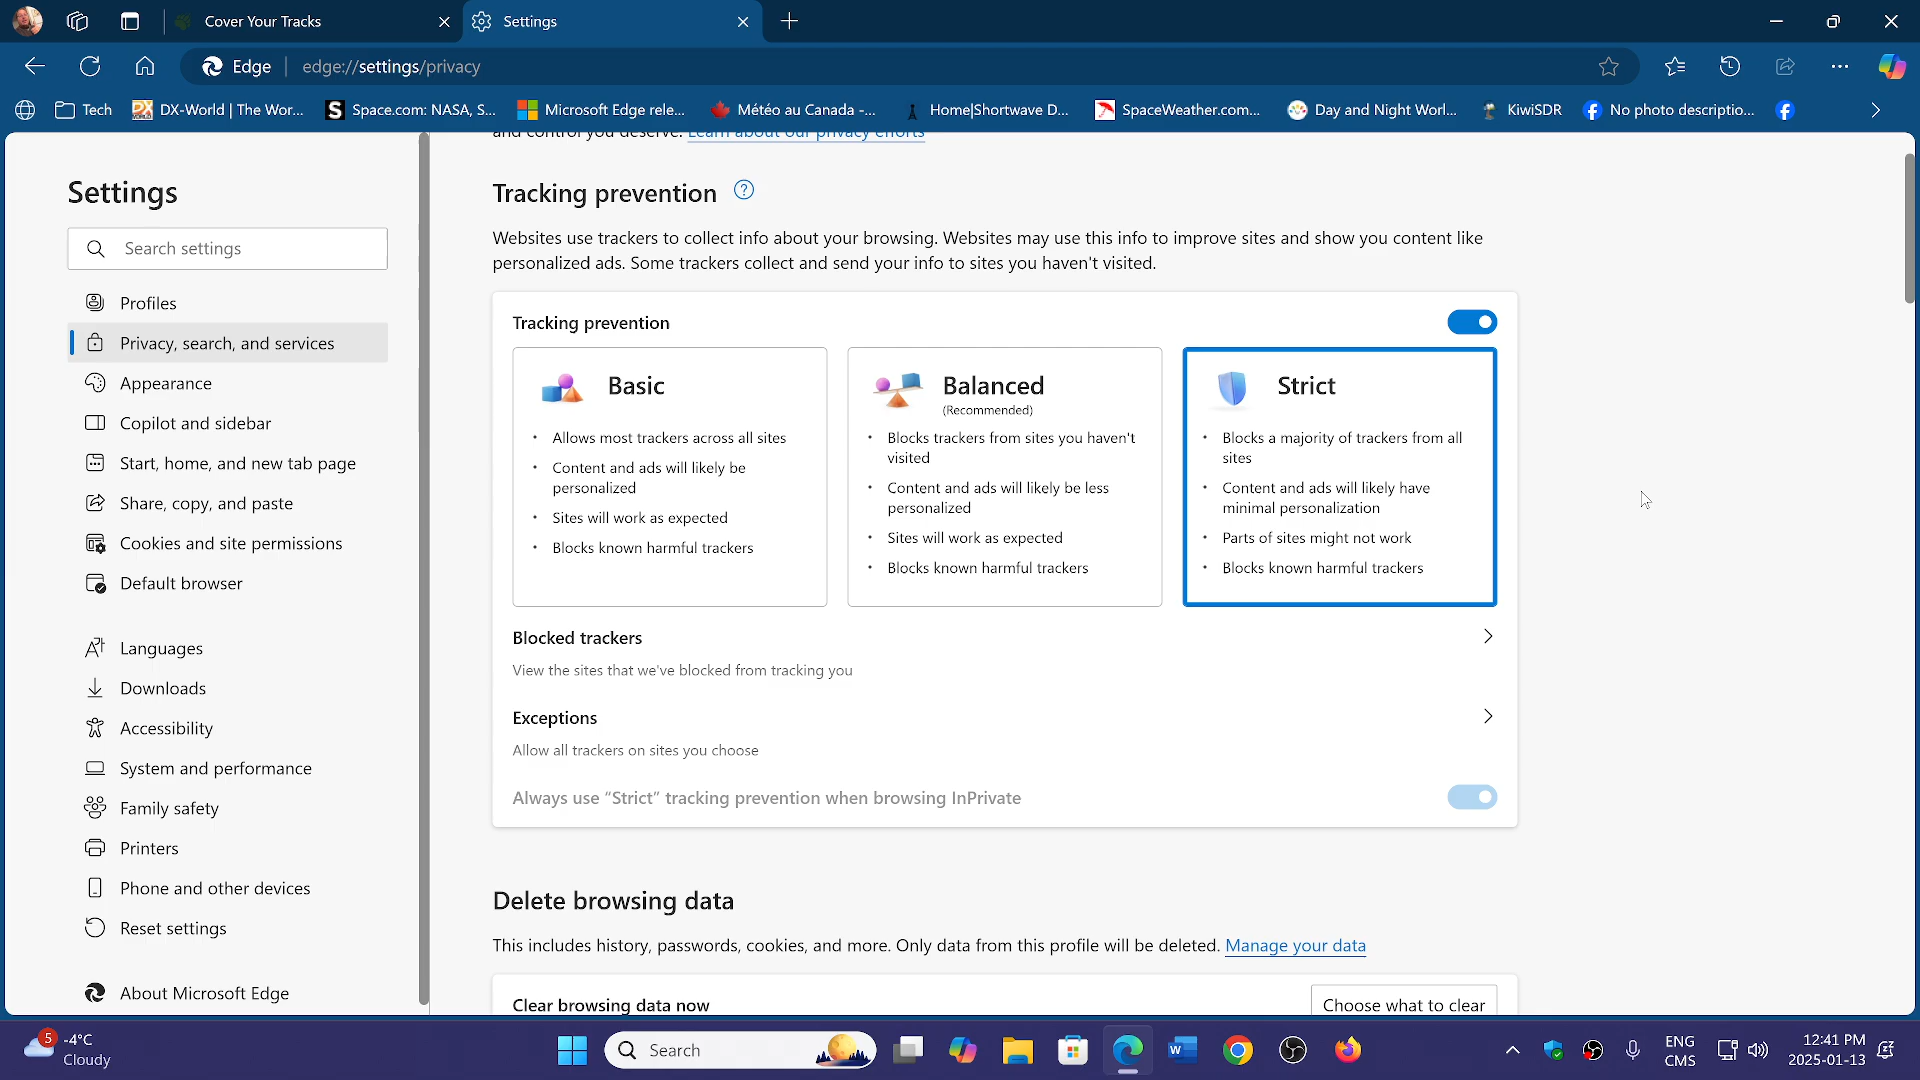 Cover Your Tracks
Settings
Edge
edge://settings/privacy
Tech
DX-World | The Wor...
Space.com: NASA, S...
Microsoft Edge rele...
Météo au Canada -...
Home|Shortwave D...
SpaceWeather.com...
Day and Night Worl...
KiwiSDR
No photo descriptio...
and control you deserve. Learn about our privacy efforts
Settings
Search settings
Profiles
Privacy, search, and services
Appearance
Copilot and sidebar
Start, home, and new tab page
Share, copy, and paste
Cookies and site permissions
Default browser
Languages
Downloads
Accessibility
System and performance
Family safety
Printers
Phone and other devices
Reset settings
About Microsoft Edge
Tracking prevention
Websites use trackers to collect info about your browsing. Websites may use this info to improve sites and show you content like
personalized ads. Some trackers collect and send your info to sites you haven't visited.
Tracking prevention
Basic
• Allows most trackers across all sites
• Content and ads will likely be
personalized
• Sites will work as expected
• Blocks known harmful trackers
Balanced
(Recommended)
• Blocks trackers from sites you haven't
visited
• Content and ads will likely be less
personalized
• Sites will work as expected
• Blocks known harmful trackers
Strict
• Blocks a majority of trackers from all
sites
• Content and ads will likely have
minimal personalization
• Parts of sites might not work
• Blocks known harmful trackers
Blocked trackers
View the sites that we've blocked from tracking you
Exceptions
Allow all trackers on sites you choose
Always use “Strict” tracking prevention when browsing InPrivate
Delete browsing data
This includes history, passwords, cookies, and more. Only data from this profile will be deleted. Manage your data
Clear browsing data now
Choose what to clear
5
-4°C
Cloudy
Search
ENG
CMS
12:41 PM
2025-01-13